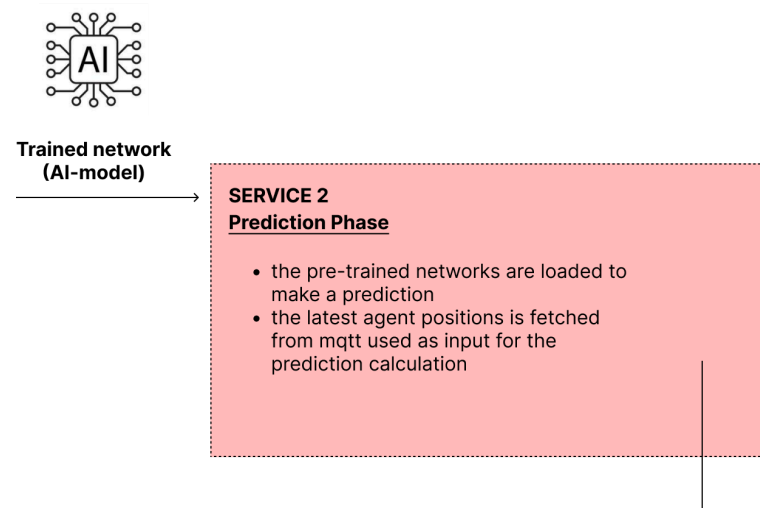 AI
Trained network
(AI-model)
SERVICE 2
Prediction Phase
• the pre-trained networks are loaded to
make a prediction
• the latest agent positions is fetched
from mqtt used as input for the
prediction calculation